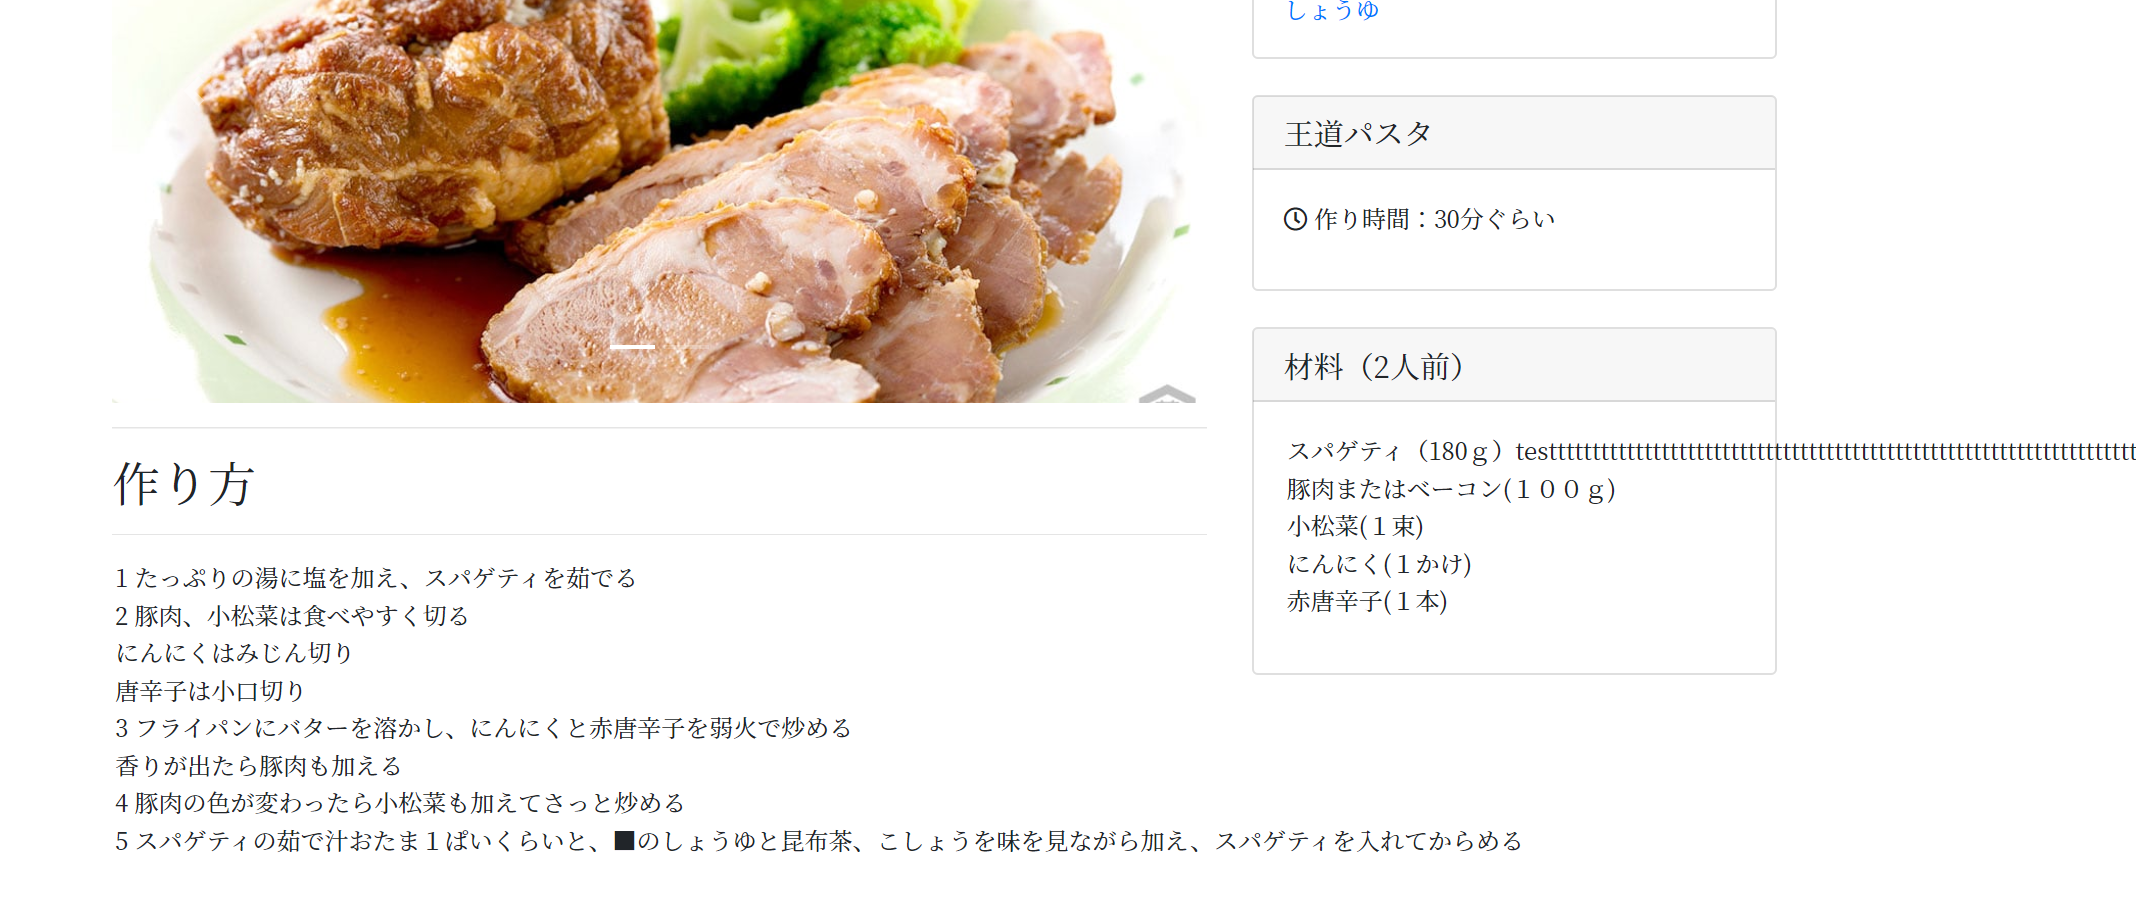 しょうゆ
王道パスタ
作り時間：30分ぐらい
材料（2人前）
スパゲティ（180ｇ）testttttttttttttttttttttttttttttttttttttttttttttttttttttttttttttttttttttt
豚肉またはベーコン(１００ｇ)
小松菜(１束)
にんにく(１かけ)
赤唐辛子(１本)
作り方
1 たっぷりの湯に塩を加え、スパゲティを茹でる
2 豚肉、小松菜は食べやすく切る
にんにくはみじん切り
唐辛子は小口切り
3 フライパンにバターを溶かし、にんにくと赤唐辛子を弱火で炒める
香りが出たら豚肉も加える
4 豚肉の色が変わったら小松菜も加えてさっと炒める
5 スパゲティの茹で汁おたま１ぱいくらいと、■のしょうゆと昆布茶、こしょうを味を見ながら加え、スパゲティを入れてからめる